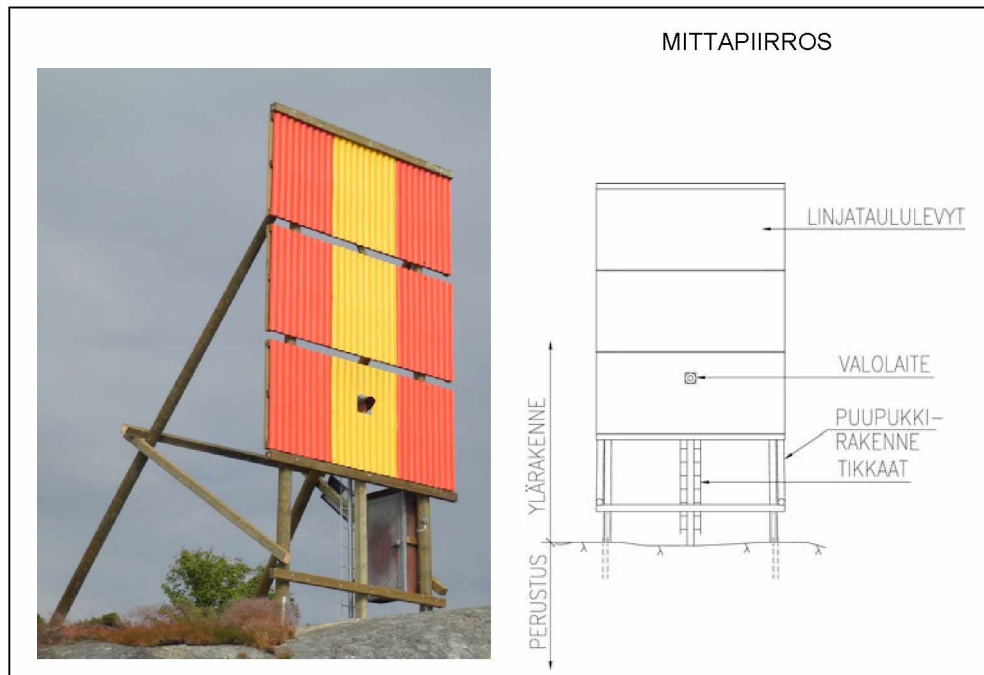 MITTAPIIRROS
LINJATAULULEVYT
VALOLAITE
PUUPUKKI–
RAKENNE
TIKKAAT
YLÄRAKENNE
PERUSTUS